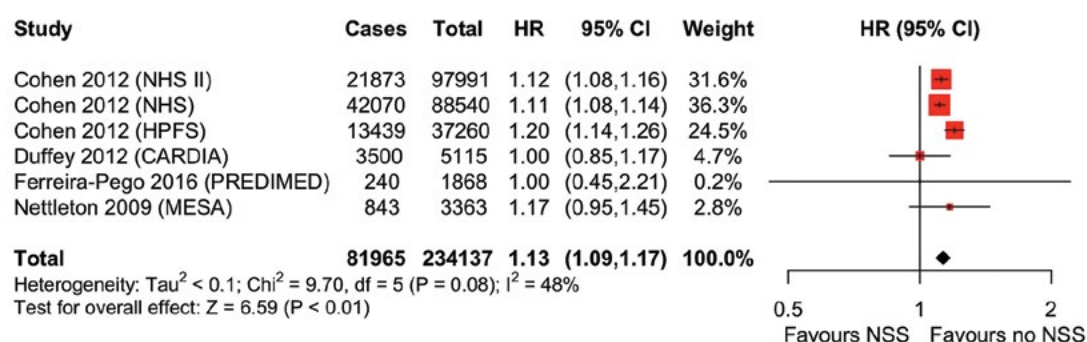 Study Cases Total HR 95% CI Weight HR (95% CI)
Cohen 2012 (NHS II) 21873 97991 1.12 (1.08,1.16) 31.6%
Cohen 2012 (NHS) 42070 88540 1.11 (1.08,1.14) 36.3%
Cohen 2012 (HPFS) 13439 37260 1.20 (1.14,1.26) 24.5%
Duffey 2012 (CARDIA) 3500 5115 1.00 (0.85,1.17) 4.7%
Ferreira-Pego 2016 (PREDIMED) 240 1868 1.00 (0.45,2.21) 0.2%
Nettleton 2009 (MESA) 843 3363 1.17 (0.95,1.45) 2.8%
Total 81965 234137 1.13 (1.09,1.17) 100.0%
Heterogeneity: Tau² < 0.1; Chi² = 9.70, df = 5 (P = 0.08); I² = 48%
Test for overall effect: Z = 6.59 (P < 0.01)
0.5 1 2
Favours NSS Favours no NSS